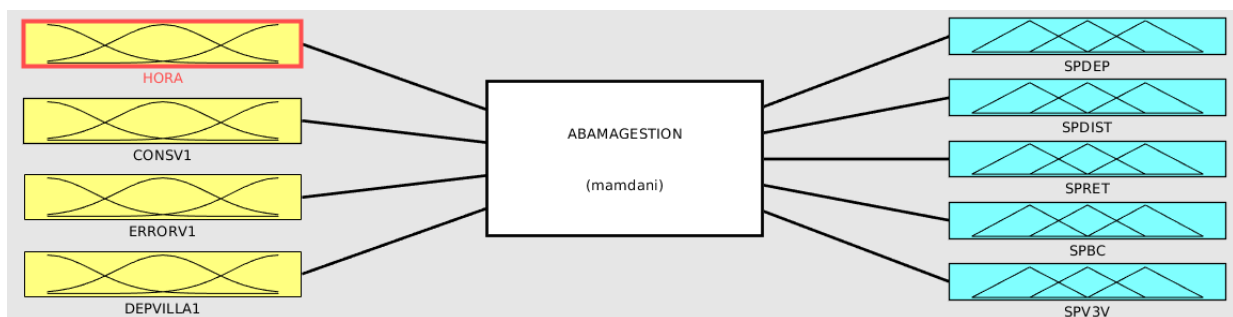 HORA
CONSV1
ERRORV1
DEPVILLA1
ABAMAGESTION
(mamdani)
SPDEP
SPDIST
SPRET
SPBC
SPV3V